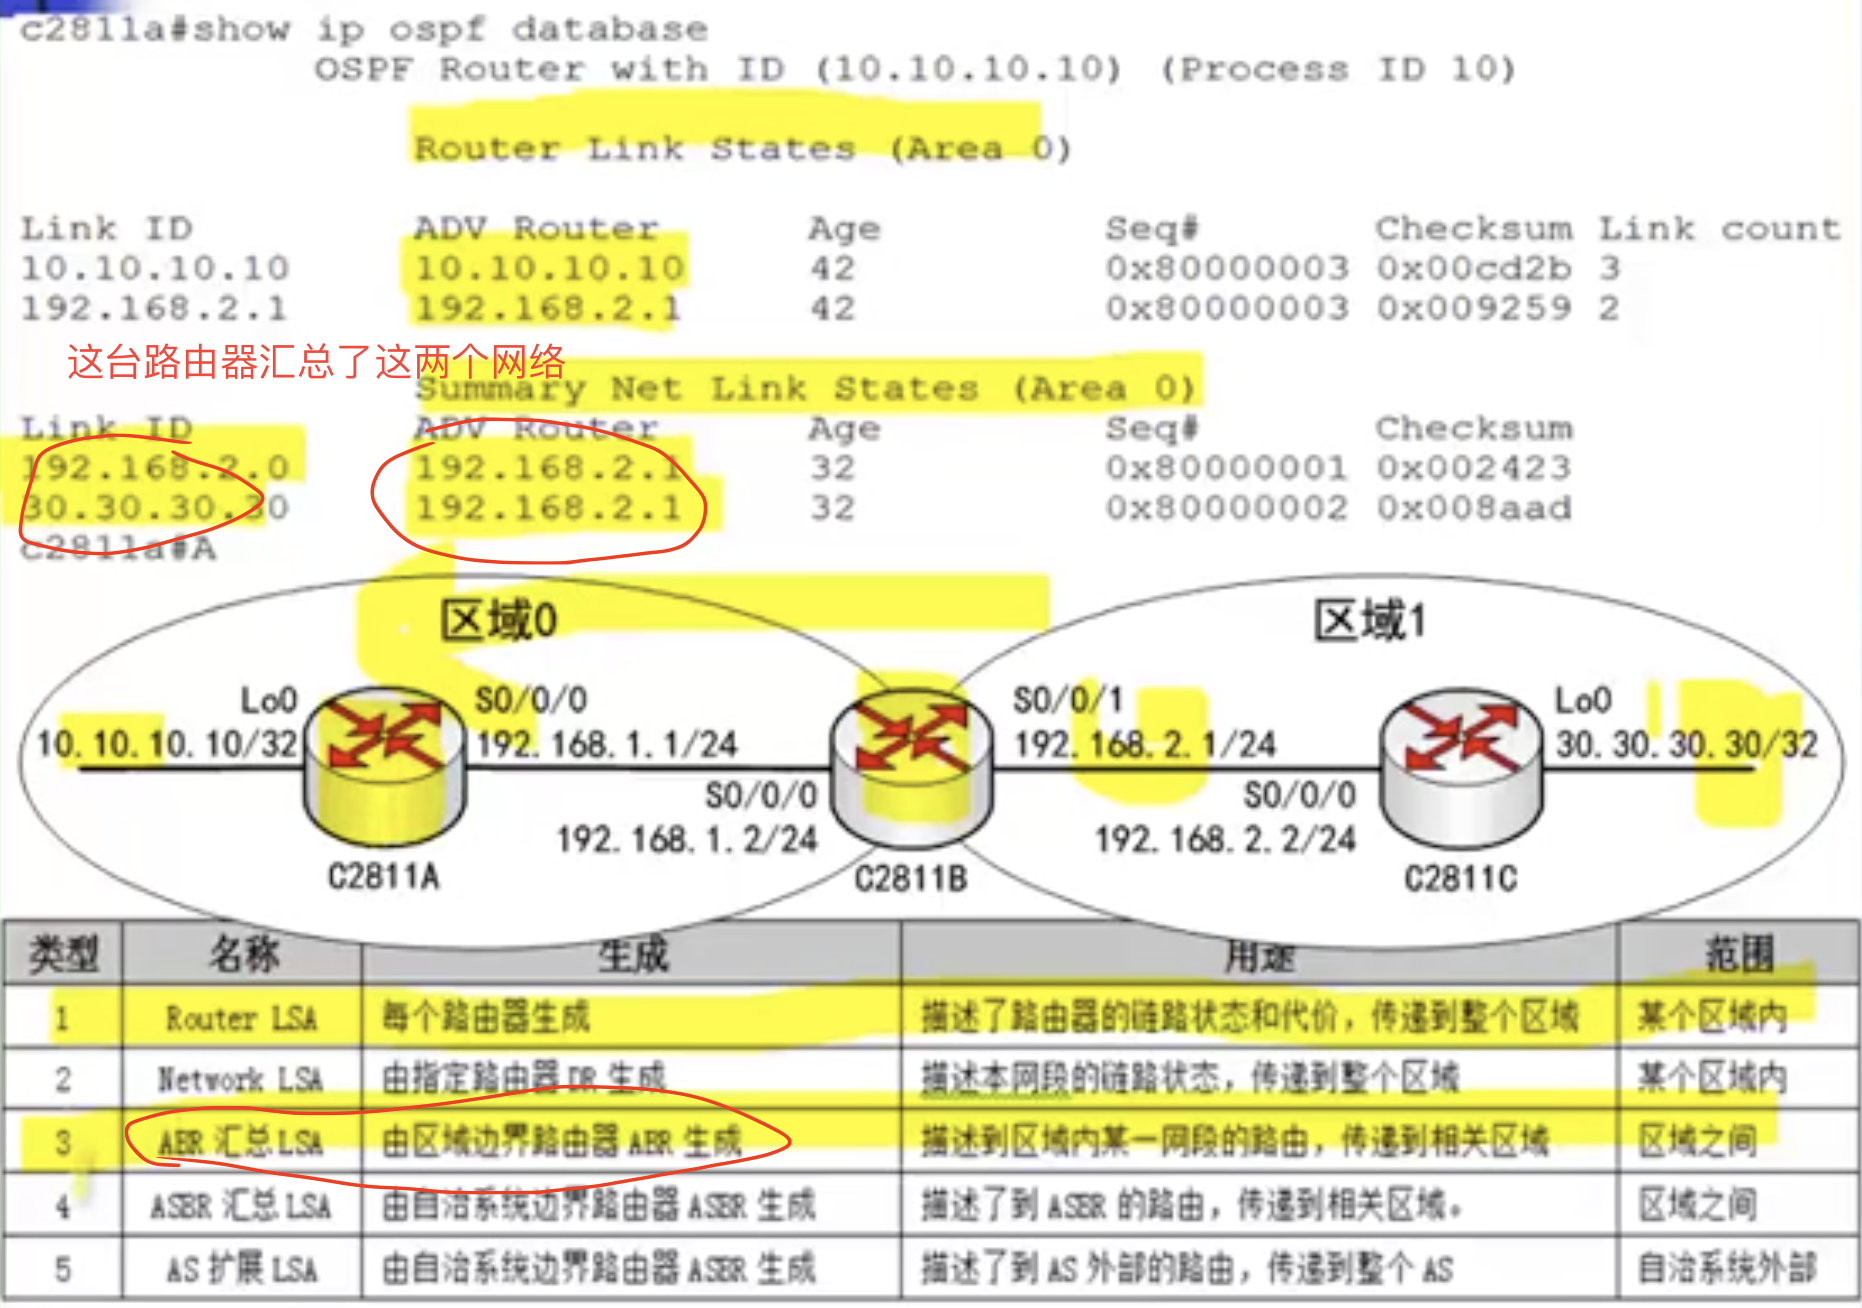 c2811a#show ip ospf database
OSPF Router with ID (10.10.10.10) (Process ID 10)
Router Link States (Area 0)
Link ID ADV Router Age Seq# Checksum Link count
10.10.10.10 10.10.10.10 42 0x80000003 0x00cd2b 3
192.168.2.1 192.168.2.1 42 0x80000003 0x009259 2
这台路由器汇总了这两个网络
Summary Net Link States (Area 0)
Link ID ADV Router Age Seq# Checksum
192.168.2.0 192.168.2.1 32 0x80000001 0x002423
30.30.30.30 192.168.2.1 32 0x80000002 0x008aad
c2811a#A
区域0 区域1
Lo0 S0/0/0 S0/0/1 Lo0
10.10.10.10/32 192.168.1.1/24 192.168.2.1/24 30.30.30.30/32
S0/0/0 S0/0/0
192.168.1.2/24 192.168.2.2/24
C2811A C2811B C2811C
类型 名称 生成 用途 范围
1 Router LSA 每个路由器生成 描述了路由器的链路状态和代价，传递到整个区域 某个区域内
2 Network LSA 由指定路由器 DR 生成 描述本网段的链路状态，传递到整个区域 某个区域内
3 ABR 汇总 LSA 由区域边界路由器 ABR 生成 描述到区域内某一网段的路由，传递到相关区域 区域之间
4 ASBR 汇总 LSA 由自治系统边界路由器 ASBR 生成 描述了到 ASBR 的路由，传递到相关区域。 区域之间
5 AS 扩展 LSA 由自治系统边界路由器 ASBR 生成 描述了到 AS 外部的路由，传递到整个 AS 自治系统外部